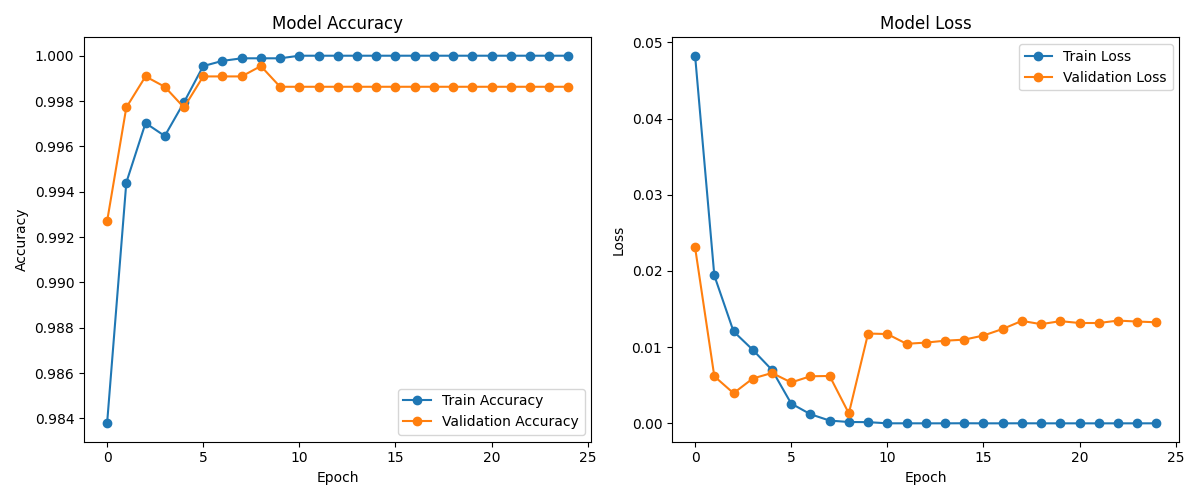 Model Accuracy
1.000
0.998
0.996
0.994
0.992
0.990
0.988
0.986
0.984
Accuracy
0
5
10
15
20
25
Epoch
Train Accuracy
Validation Accuracy
Model Loss
0.05
0.04
0.03
0.02
0.01
0.00
Loss
0
5
10
15
20
25
Epoch
Train Loss
Validation Loss